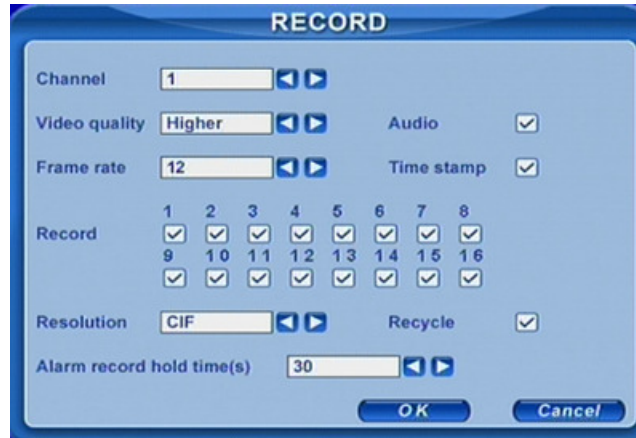 RECORD
Channel 1
Video quality Higher Audio
Frame rate 12 Time stamp
1 2 3 4 5 6 7 8
Record
9 10 11 12 13 14 15 16
Resolution CIF Recycle
Alarm record hold time(s) 30
OK Cancel